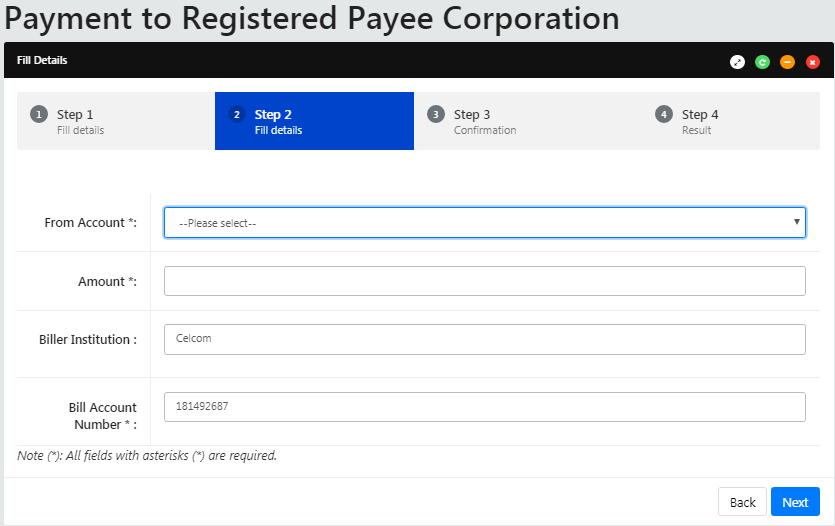 Payment to Registered Payee Corporation
Fill Details
1 Step 1
Fill details
2 Step 2
Fill details
3 Step 3
Confirmation
4 Step 4
Result
From Account *:
--Please select--
Amount *:
Biller Institution :
Celcom
Bill Account
Number * :
181492687
Note (*): All fields with asterisks (*) are required.
Back
Next